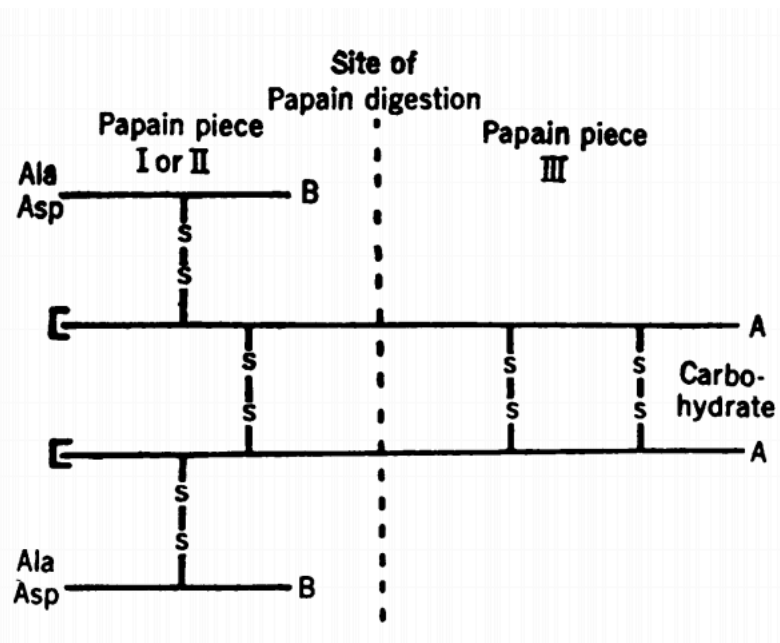 Site of
Papain digestion
Papain piece
I or II
Papain piece
III
Ala
Asp
B
S
S
A
S
S
S
S
S
S
Carbo-
hydrate
A
S
S
Ala
Asp
B